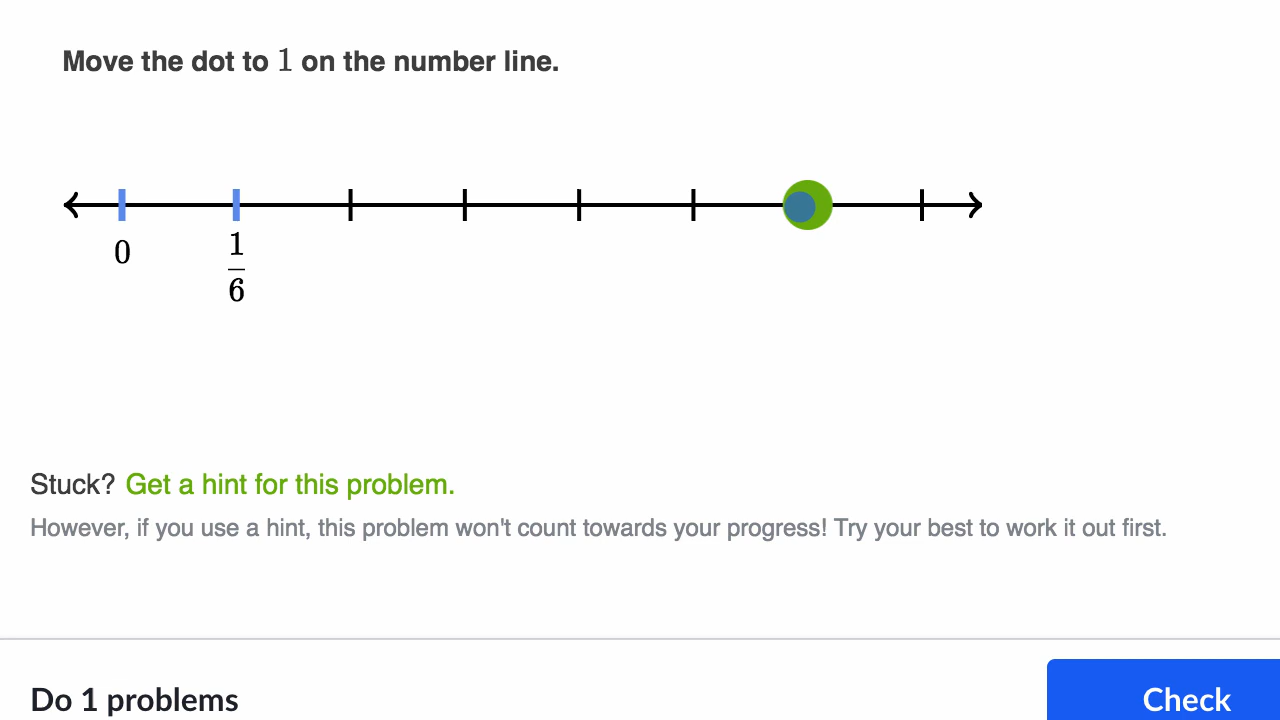 Move the dot to 1 on the number line.
0
1
6
Stuck? Get a hint for this problem.
However, if you use a hint, this problem won't count towards your progress! Try your best to work it out first.
Do 1 problems
Check